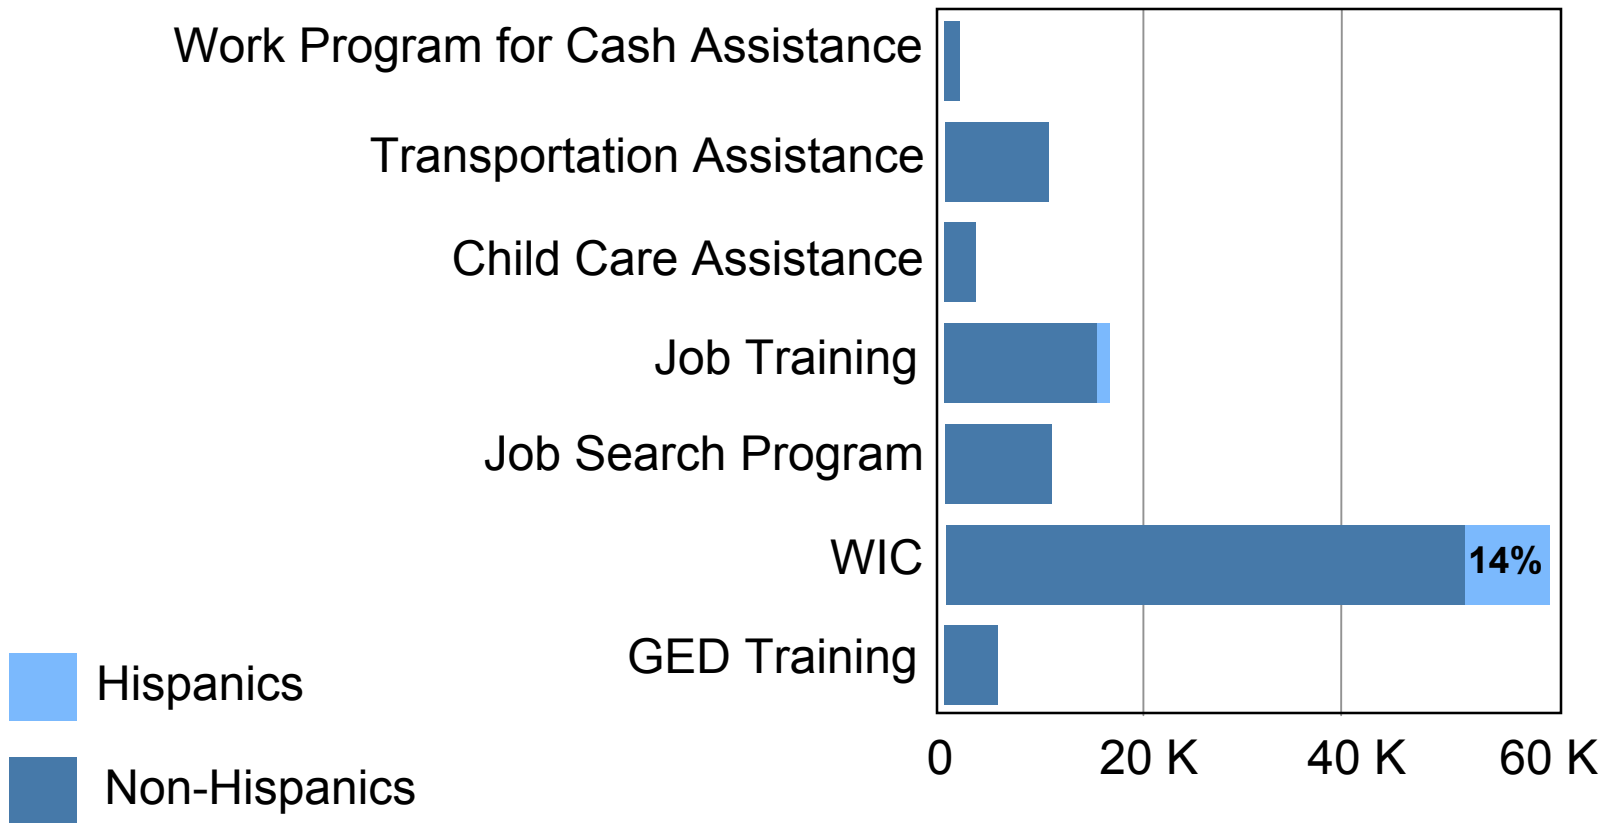 Work Program for Cash Assistance
Transportation Assistance
Child Care Assistance
Job Training
Job Search Program
WIC
14%
GED Training
Hispanics
Non-Hispanics
0 20 K 40 K 60 K